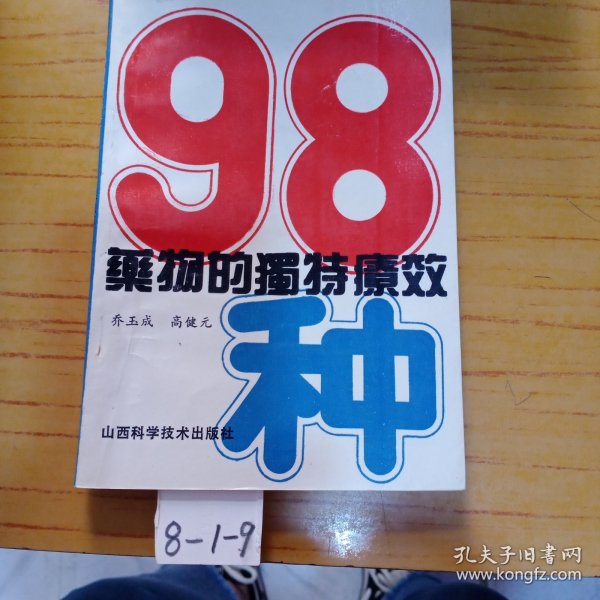 98
藥物的獨特療效
乔玉成 高健元
种
山西科学技术出版社
8-1-9
孔夫子旧書网
www.kongfz.com